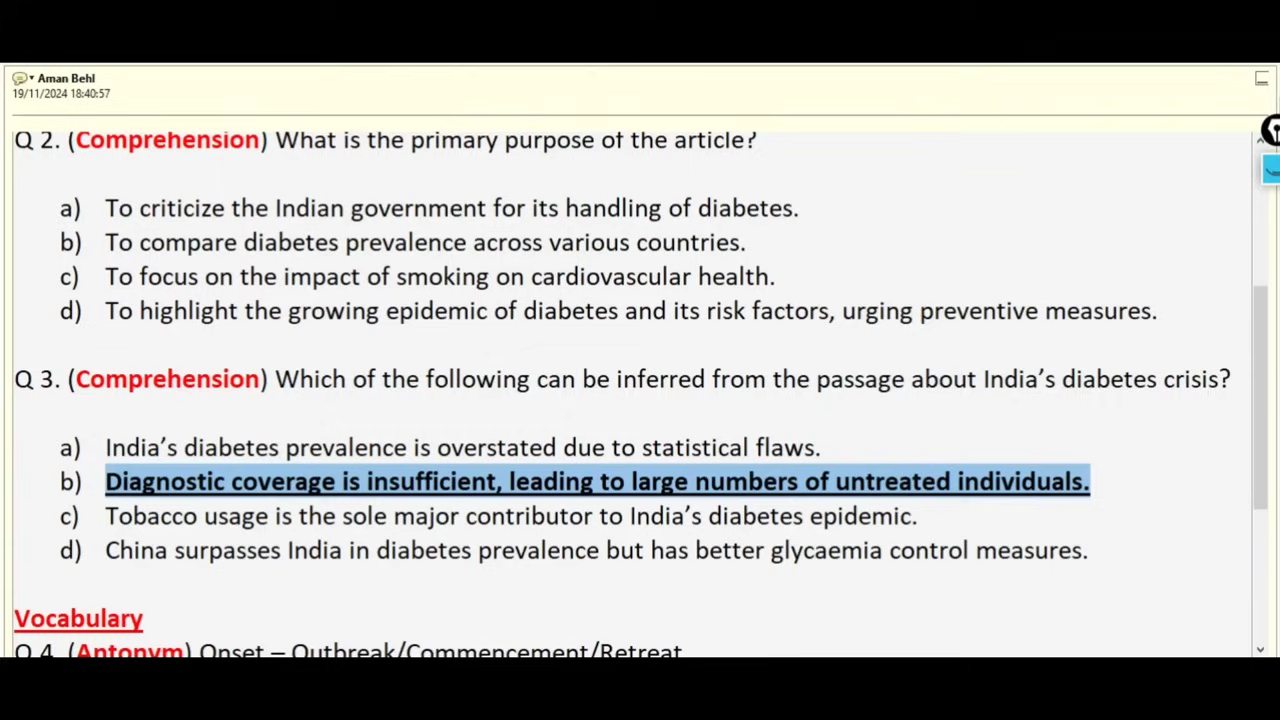 Aman Behl
19/11/2024 18:40:57
Q 2. (Comprehension) What is the primary purpose of the article?
a) To criticize the Indian government for its handling of diabetes.
b) To compare diabetes prevalence across various countries.
c) To focus on the impact of smoking on cardiovascular health.
d) To highlight the growing epidemic of diabetes and its risk factors, urging preventive measures.
Q 3. (Comprehension) Which of the following can be inferred from the passage about India’s diabetes crisis?
a) India’s diabetes prevalence is overstated due to statistical flaws.
b) Diagnostic coverage is insufficient, leading to large numbers of untreated individuals.
c) Tobacco usage is the sole major contributor to India’s diabetes epidemic.
d) China surpasses India in diabetes prevalence but has better glycaemia control measures.
Vocabulary
Q 4. (Antonym) Onset – Outbreak/Commencement/Retreat